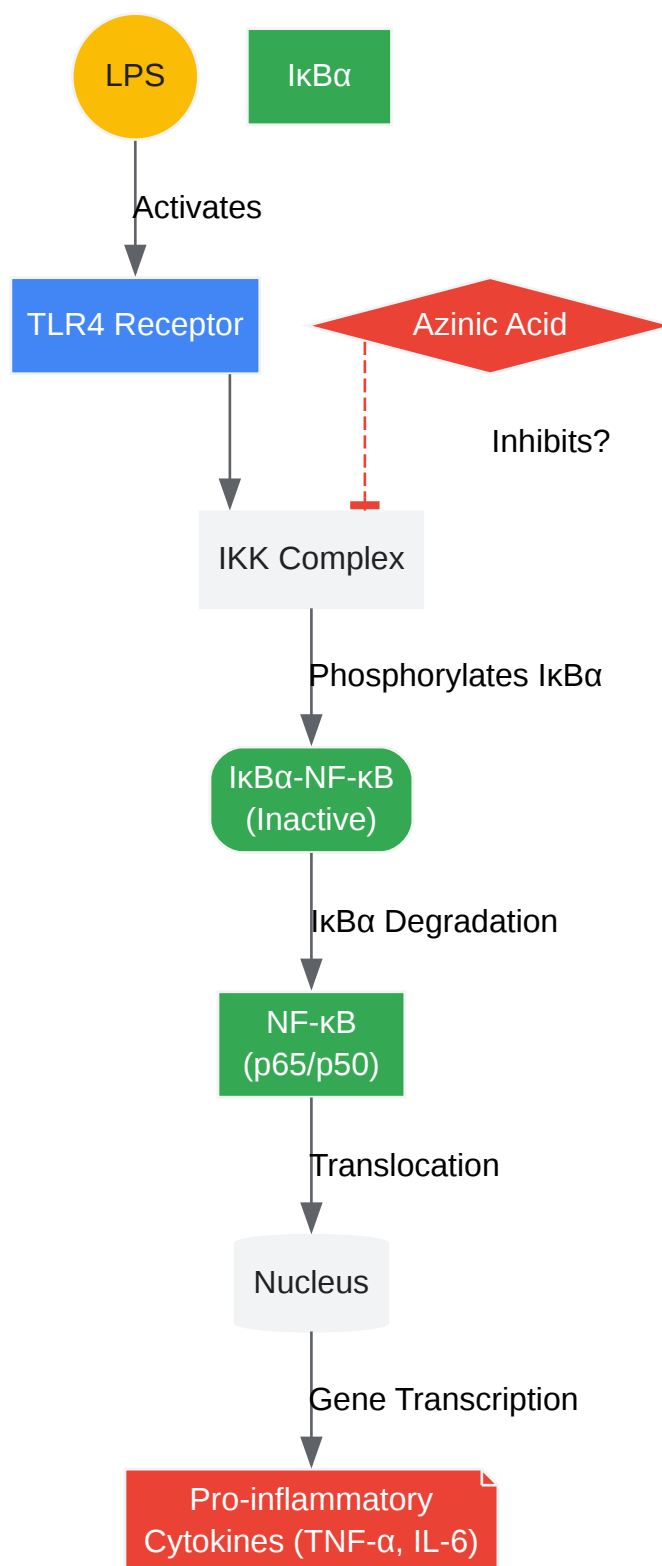 LPS
IκBα
Activates
TLR4 Receptor
Azinic Acid
Inhibits?
IKK Complex
Phosphorylates IκBα
IκBα-NF-κB
(Inactive)
IκBα Degradation
NF-κB
(p65/p50)
Translocation
Nucleus
Gene Transcription
Pro-inflammatory
Cytokines (TNF-α, IL-6)